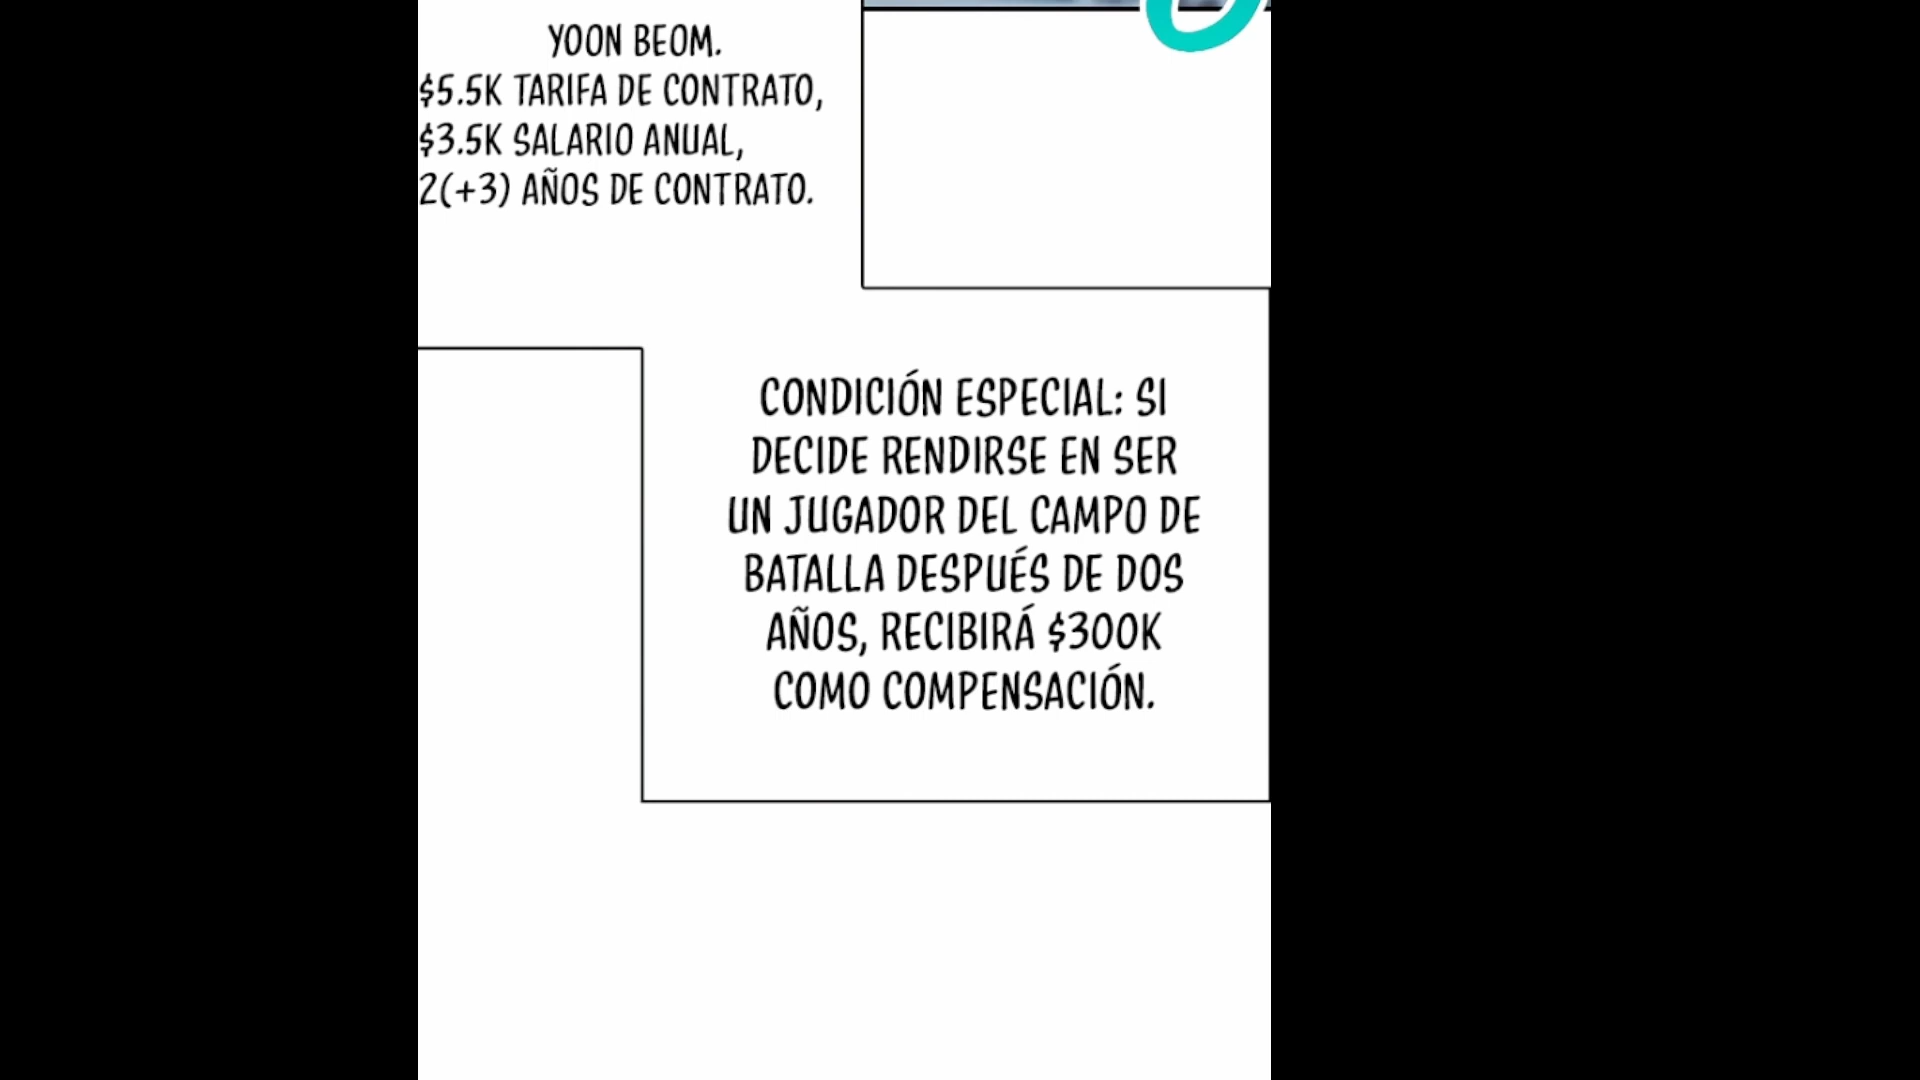 YOON BEOM.
$5.5K TARIFA DE CONTRATO,
$3.5K SALARIO ANUAL,
2(+3) AÑOS DE CONTRATO.
CONDICIÓN ESPECIAL: SI
DECIDE RENDIRSE EN SER
UN JUGADOR DEL CAMPO DE
BATALLA DESPUÉS DE DOS
AÑOS, RECIBIRÁ $300K
COMO COMPENSACIÓN.